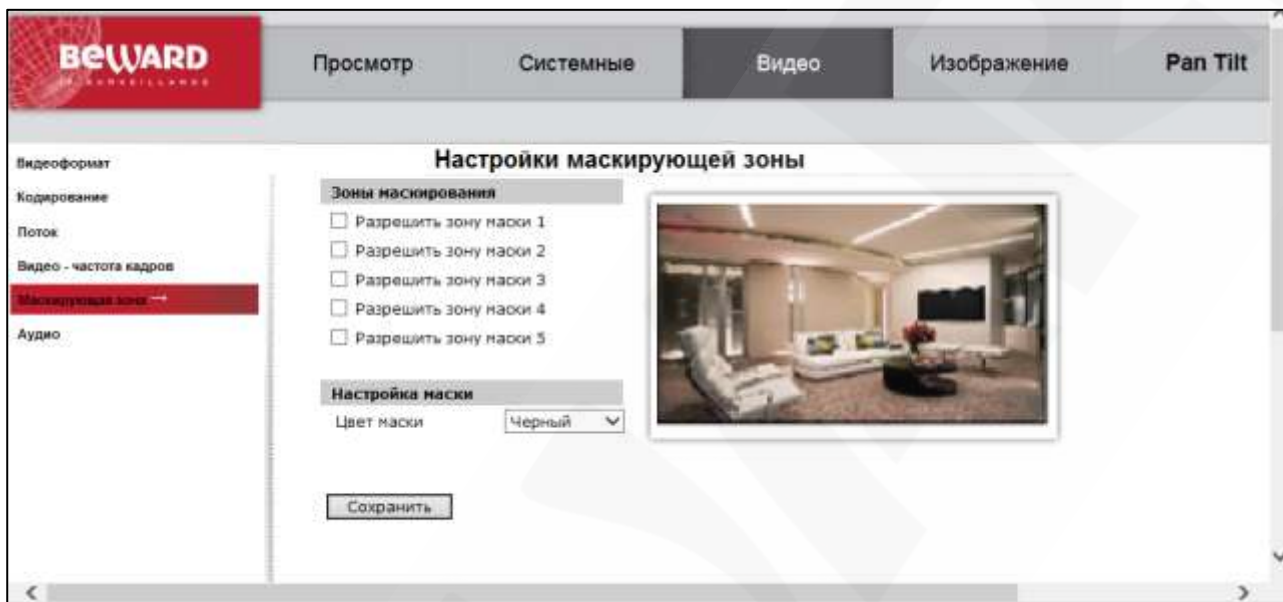 BEWARD
Просмотр
Системные
Видео
Изображение
Pan Tilt
Видеоформат
Кодирование
Поток
Видео - частота кадров
Маскирующая зона →
Аудио
Настройки маскирующей зоны
Зоны маскирования
Разрешить зону маски 1
Разрешить зону маски 2
Разрешить зону маски 3
Разрешить зону маски 4
Разрешить зону маски 5
Настройка маски
Цвет маски Черный
Сохранить